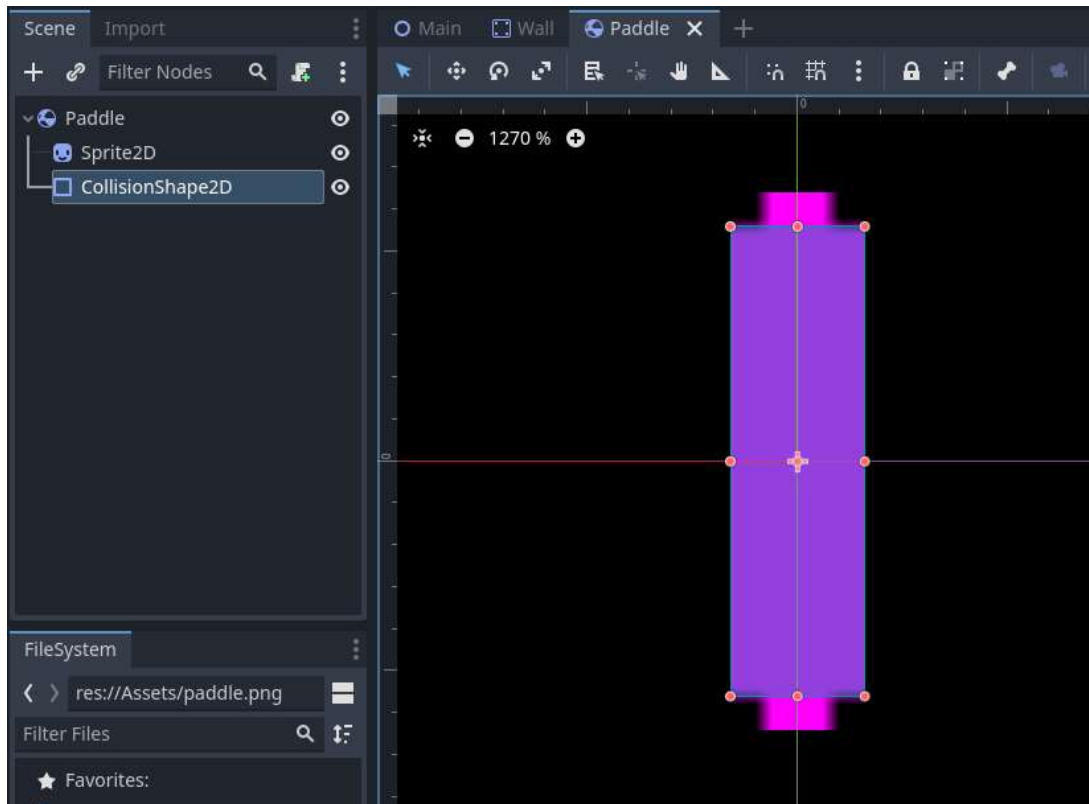 Scene Import
Main Wall Paddle
Filter Nodes
Paddle
Sprite2D
CollisionShape2D
0
1270 %
0
FileSystem
res://Assets/paddle.png
Filter Files
Favorites: